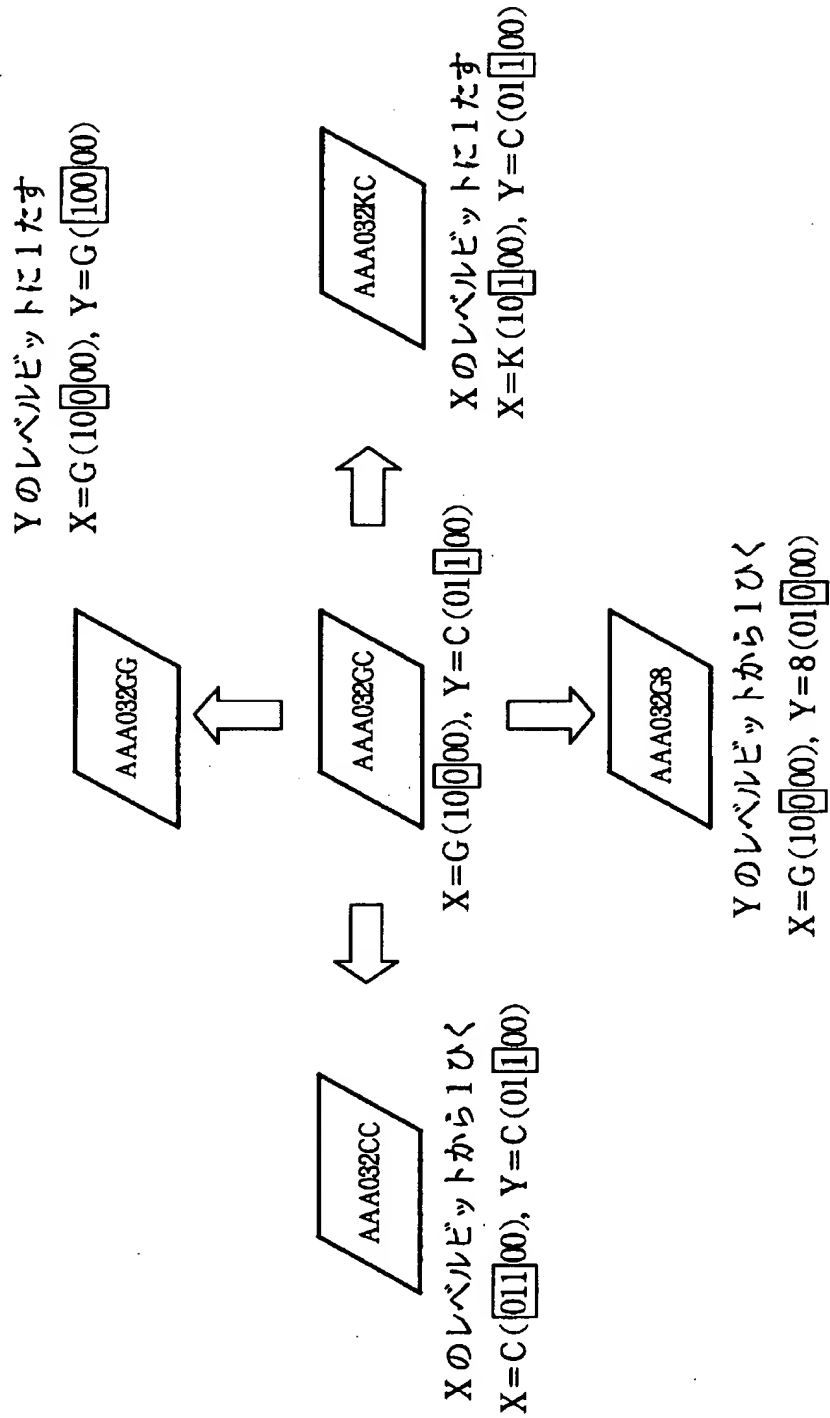 AAA032GG
Yのレベルビットに1たす
X=G(10000), Y=G(10000)
AAA032CC
XのレベルビットからlひくX=C(01100), Y=C(01100)
AAA032GC
X=G(10000), Y=C(01100)
AAA032KC
Xのレベルビットに1たす
X=K(10100), Y=C(01100)
AAA032G8
Yのレベルビットから1ひく
X=G(10000), Y=8(01000)